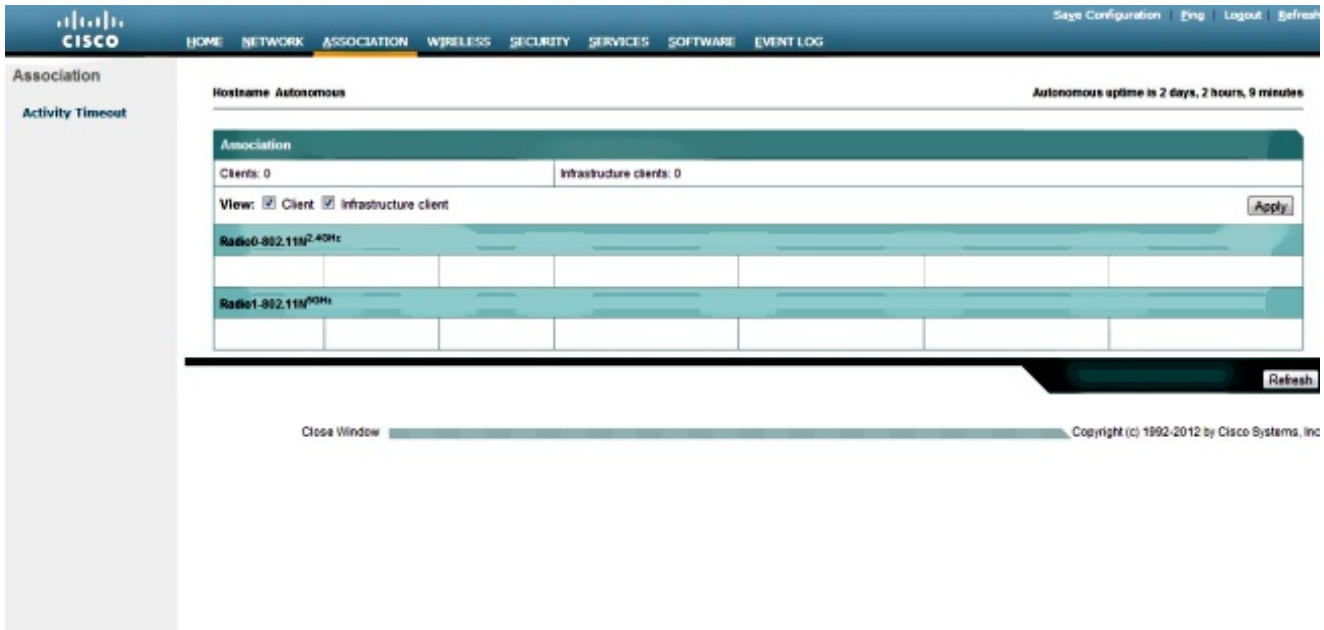 Save Configuration | Ping | Logout | Refresh
CISCO
HOME NETWORK ASSOCIATION WIRELESS SECURITY SERVICES SOFTWARE EVENT LOG
Association
Activity Timeout
Hostname Autonomous
Autonomous uptime is 2 days, 2 hours, 9 minutes
Association
Clients: 0
Infrastructure clients: 0
View: Client Infrastructure client
Apply
Radio0-802.11N2.4GHz
Radio1-802.11N5GHz
Refresh
Close Window
Copyright (c) 1992-2012 by Cisco Systems, Inc